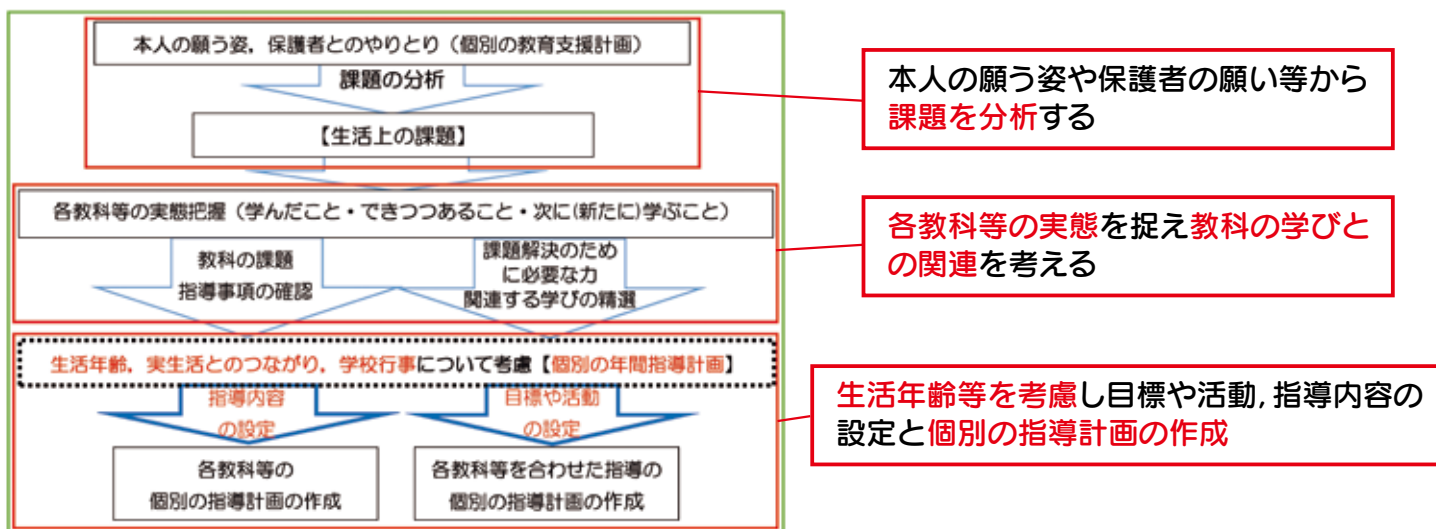 本人の願う姿，保護者とのやりとり（個別の教育支援計画）
課題の分析
【生活上の課題】
本人の願う姿や保護者の願い等から
課題を分析する
各教科等の実態把握（学んだこと・できつつあること・次に(新たに)学ぶこと）
教科の課題
指導事項の確認
課題解決のため
に必要な力
関連する学びの精選
各教科等の実態を捉え教科の学びと
の関連を考える
生活年齢，実生活とのつながり，学校行事について考慮【個別の年間指導計画】
指導内容
の設定
目標や活動
の設定
各教科等の
個別の指導計画の作成
各教科等を合わせた指導の
個別の指導計画の作成
生活年齢等を考慮し目標や活動，指導内容の
設定と個別の指導計画の作成